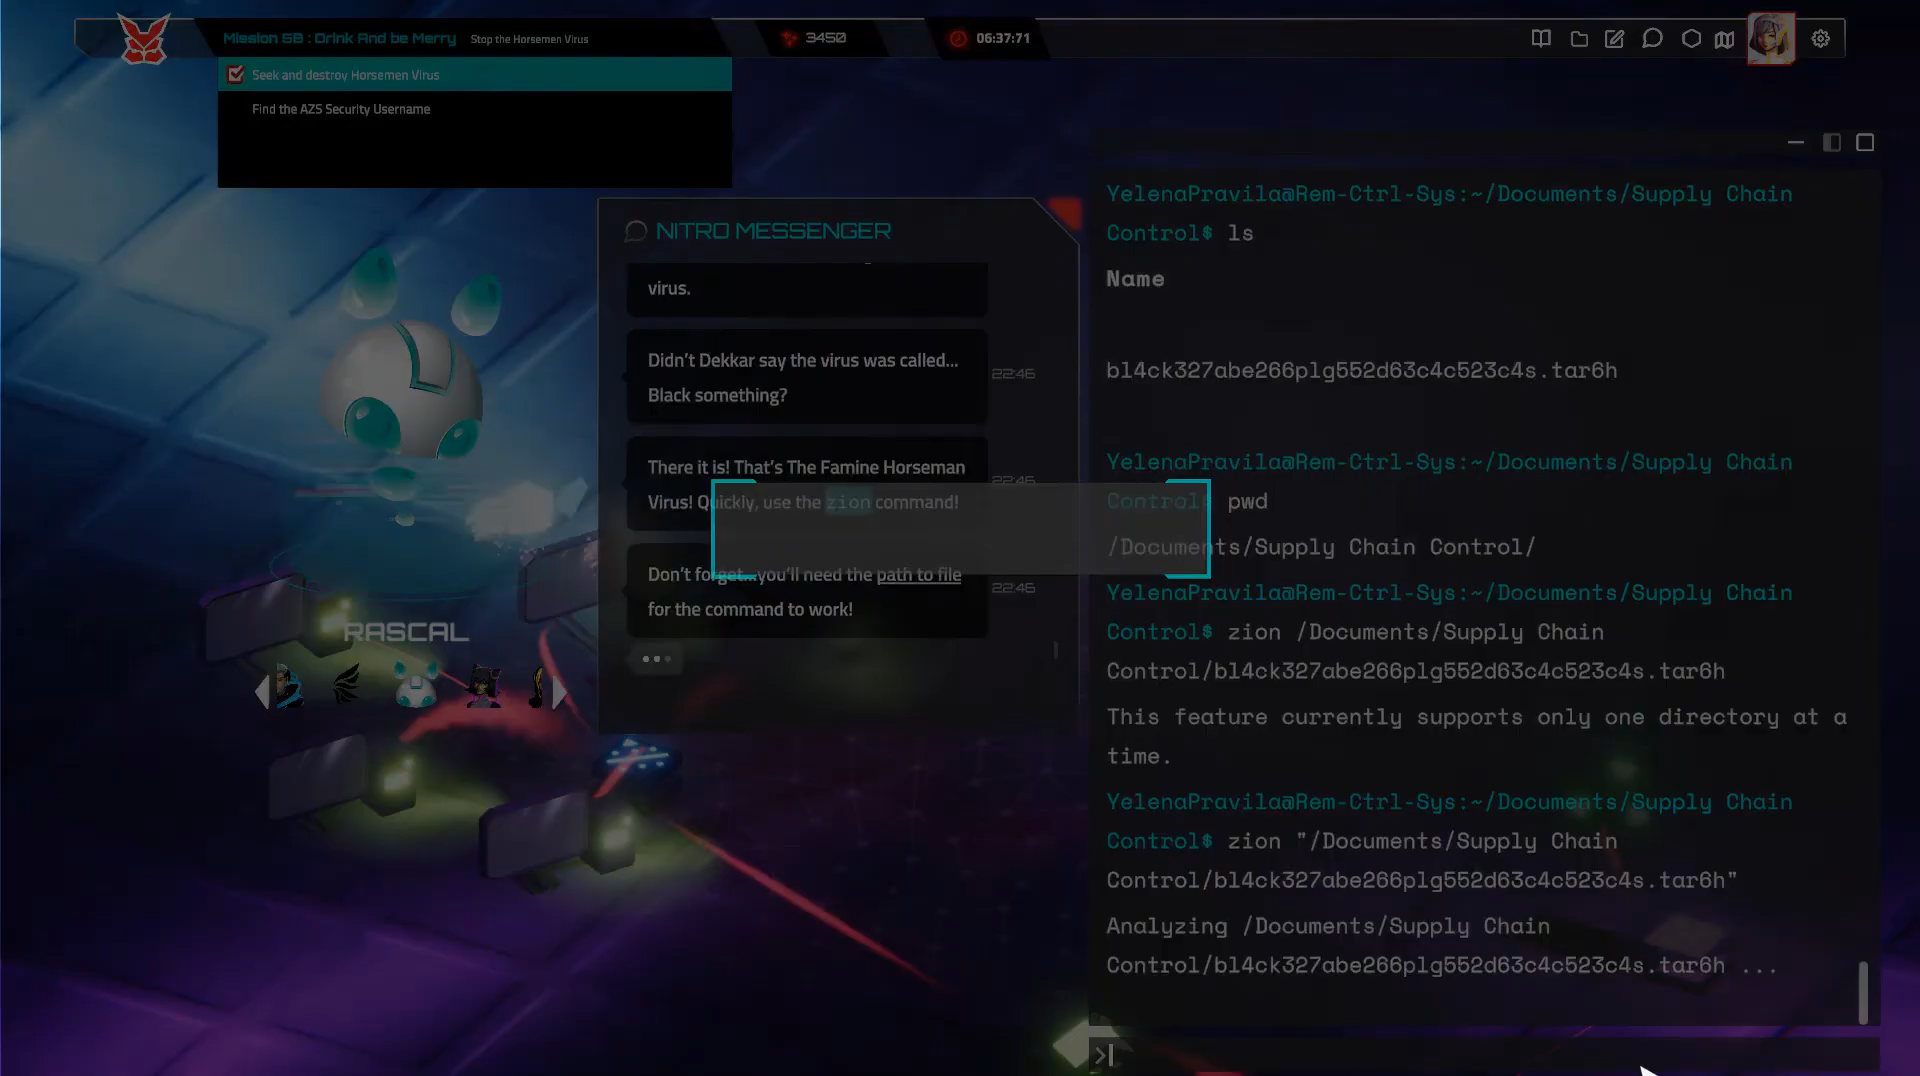 Mission 5B : Drink And be Merry Stop the Horsemen Virus
3450
06:37:71
Seek and destroy Horsemen Virus
Find the AZS Security Username
NITRO MESSENGER
virus.
Didn't Dekkar say the virus was called...
Black something?
22:46
There it is! That's The Famine Horseman
Virus! Quickly, use the zion command!
22:46
Don't forget...you'll need the path to file
for the command to work!
22:46
RASCAL
YelenaPravila@Rem-Ctrl-Sys:~/Documents/Supply Chain
Control$ ls
Name
bl4ck327abe266plg552d63c4c523c4s.tar6h
YelenaPravila@Rem-Ctrl-Sys:~/Documents/Supply Chain
Control$ pwd
/Documents/Supply Chain Control/
YelenaPravila@Rem-Ctrl-Sys:~/Documents/Supply Chain
Control$ zion /Documents/Supply Chain
Control/bl4ck327abe266plg552d63c4c523c4s.tar6h
This feature currently supports only one directory at a
time.
YelenaPravila@Rem-Ctrl-Sys:~/Documents/Supply Chain
Control$ zion "/Documents/Supply Chain
Control/bl4ck327abe266plg552d63c4c523c4s.tar6h"
Analyzing /Documents/Supply Chain
Control/bl4ck327abe266plg552d63c4c523c4s.tar6h ...